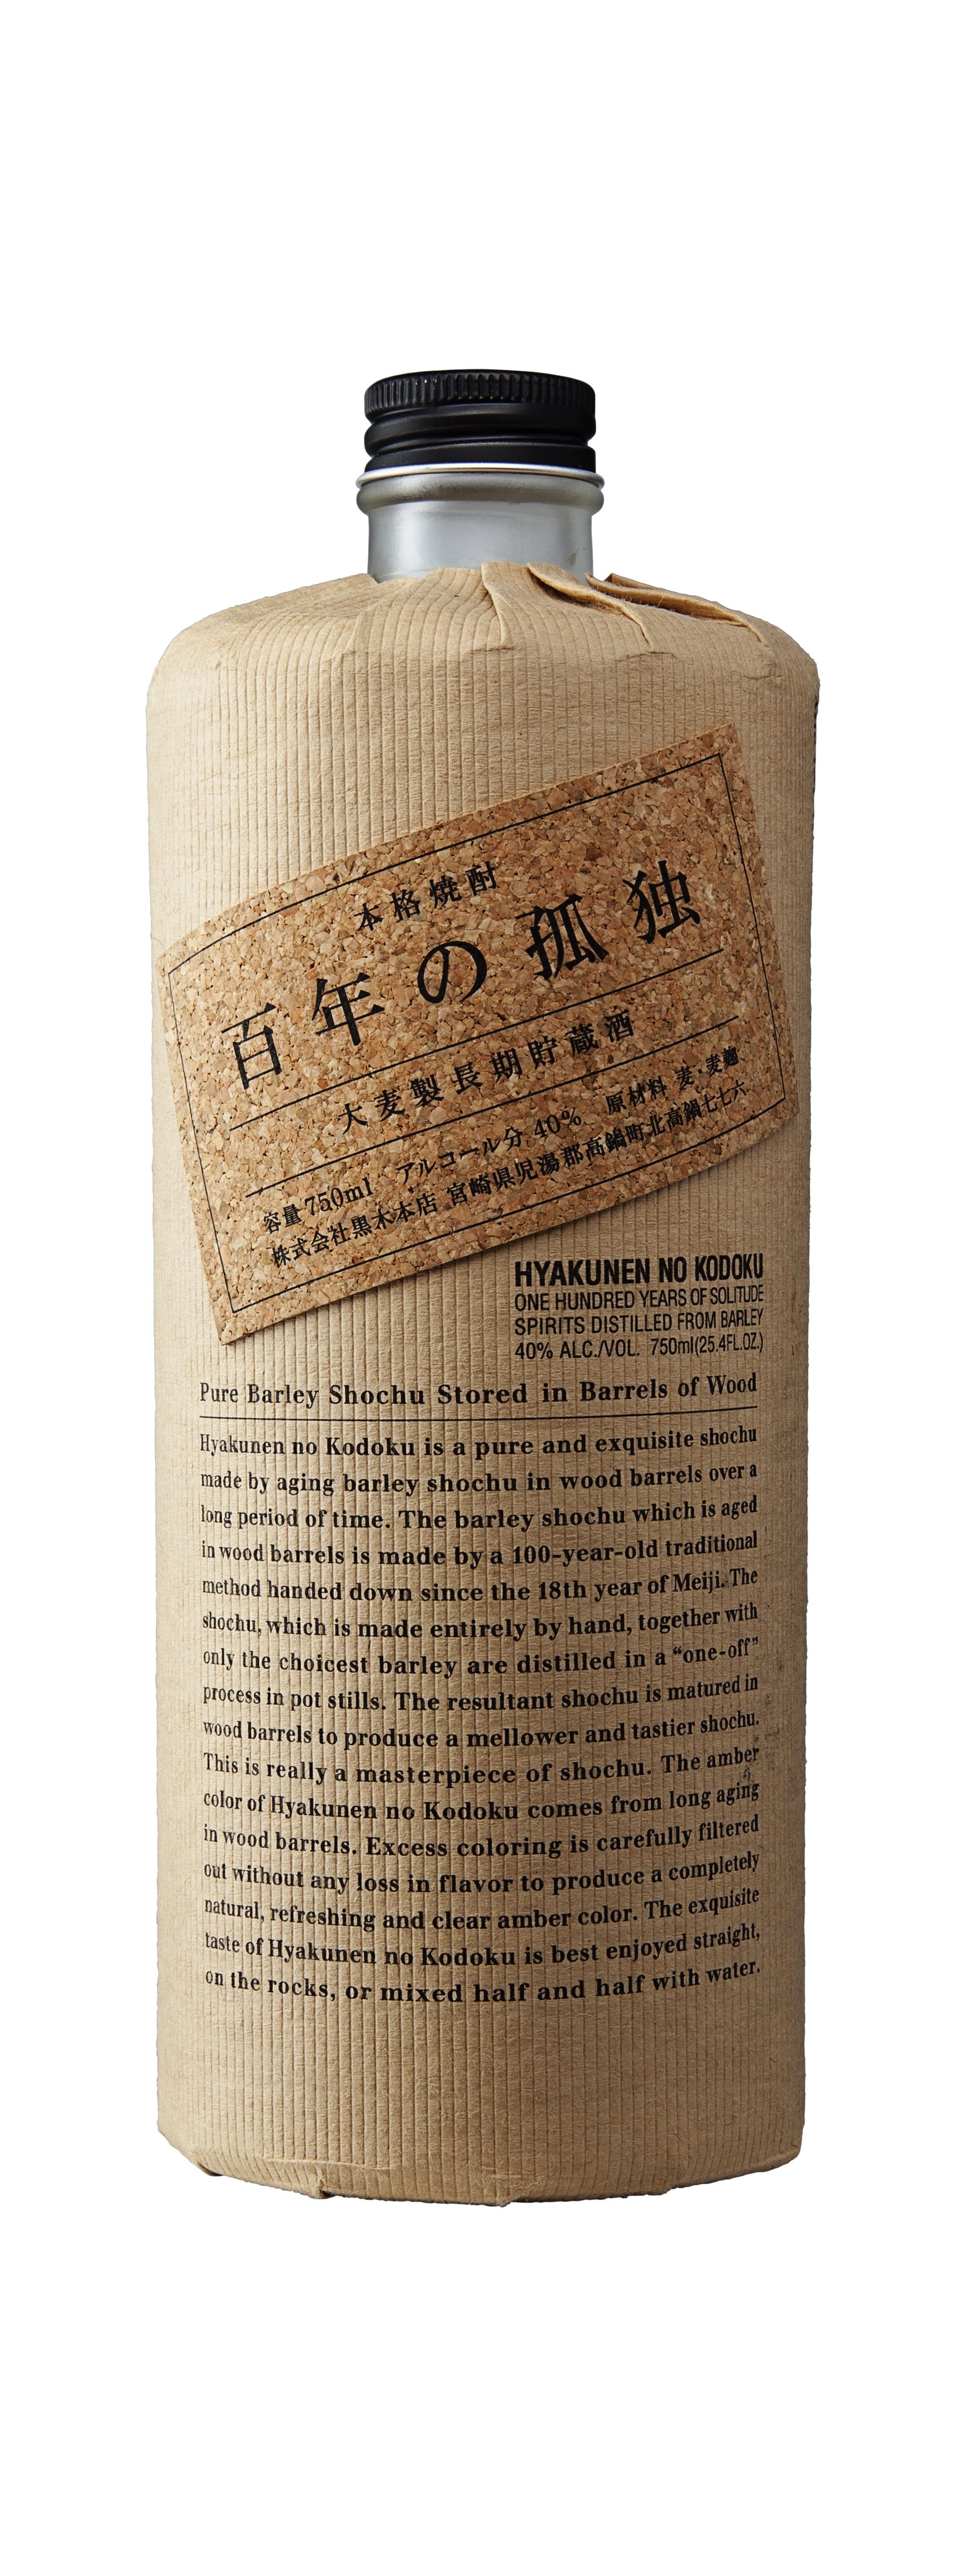 本格焼酎
百年の孤独
大麦製長期貯蔵酒
容量750ml アルコール分 40% 原材料 麦・麦麹
株式会社黒木本店 宮崎県児湯郡高鍋町北高鍋七七六
HYAKUNEN NO KODOKU
ONE HUNDRED YEARS OF SOLITUDE
SPIRITS DISTILLED FROM BARLEY
40% ALC./VOL. 750ml(25.4FL.OZ.)
Pure Barley Shochu Stored in Barrels of Wood
Hyakunen no Kodoku is a pure and exquisite shochu
made by aging barley shochu in wood barrels over a
long period of time. The barley shochu which is aged
in wood barrels is made by a 100-year-old traditional
method handed down since the 18th year of Meiji. The
shochu, which is made entirely by hand, together with
only the choicest barley are distilled in a “one-off”
process in pot stills. The resultant shochu is matured in
wood barrels to produce a mellower and tastier shochu.
This is really a masterpiece of shochu. The amber
color of Hyakunen no Kodoku comes from long aging
in wood barrels. Excess coloring is carefully filtered
out without any loss in flavor to produce a completely
natural, refreshing and clear amber color. The exquisite
taste of Hyakunen no Kodoku is best enjoyed straight,
on the rocks, or mixed half and half with water.